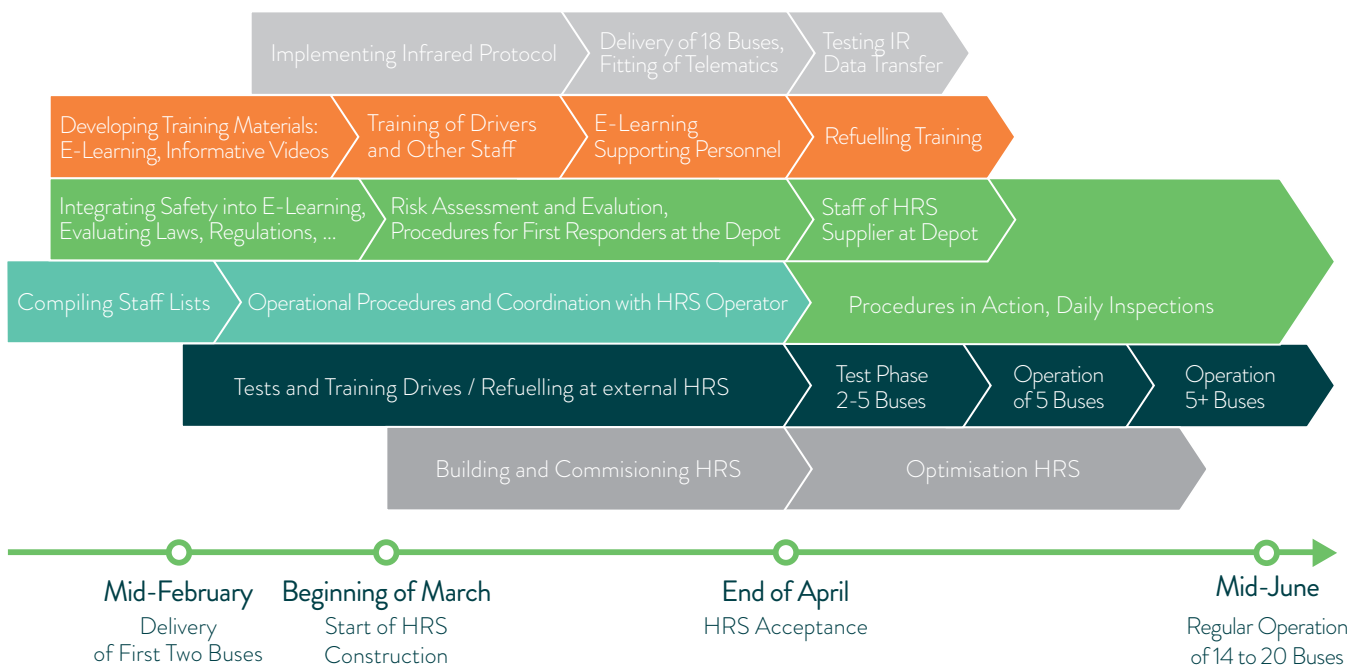 Implementing Infrared Protocol
Delivery of 18 Buses,
Fitting of Telematics
Testing IR
Data Transfer
Developing Training Materials:
E-Learning, Informative Videos
Training of Drivers
and Other Staff
E-Learning
Supporting Personnel
Refuelling Training
Integrating Safety into E-Learning,
Evaluating Laws, Regulations, ...
Risk Assessment and Evalution,
Procedures for First Responders at the Depot
Staff of HRS
Supplier at Depot
Compiling Staff Lists
Operational Procedures and Coordination with HRS Operator
Procedures in Action, Daily Inspections
Tests and Training Drives / Refuelling at external HRS
Test Phase
2-5 Buses
Operation
of 5 Buses
Operation
5+ Buses
Building and Commisioning HRS
Optimisation HRS
Mid-February
Delivery
of First Two Buses
Beginning of March
Start of HRS
Construction
End of April
HRS Acceptance
Mid-June
Regular Operation
of 14 to 20 Buses